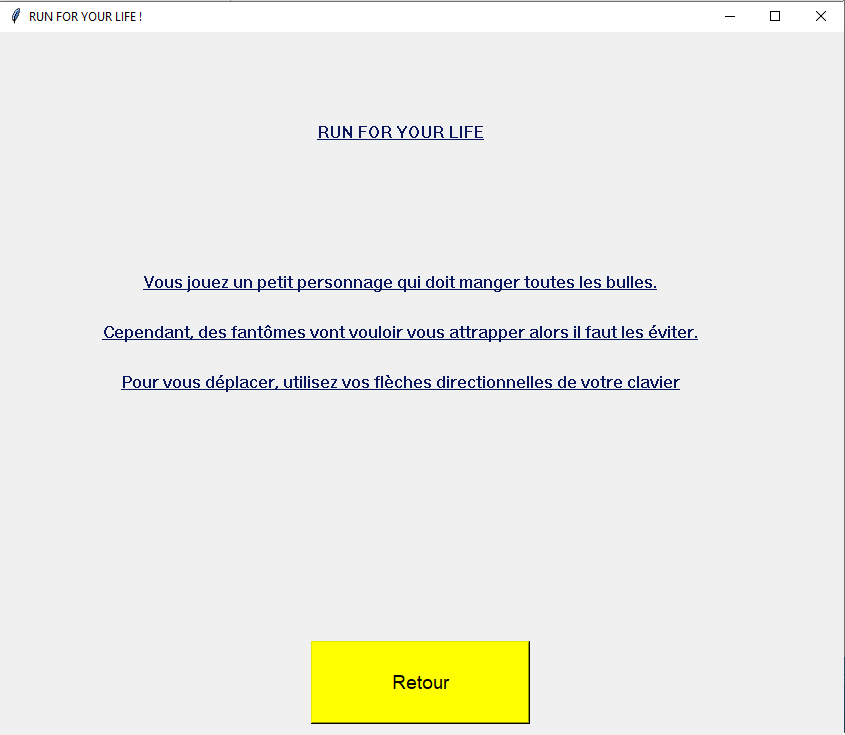 RUN FOR YOUR LIFE !
RUN FOR YOUR LIFE
Vous jouez un petit personnage qui doit manger toutes les bulles.
Cependant, des fantômes vont vouloir vous attrapper alors il faut les éviter.
Pour vous déplacer, utilisez vos flèches directionnelles de votre clavier
Retour